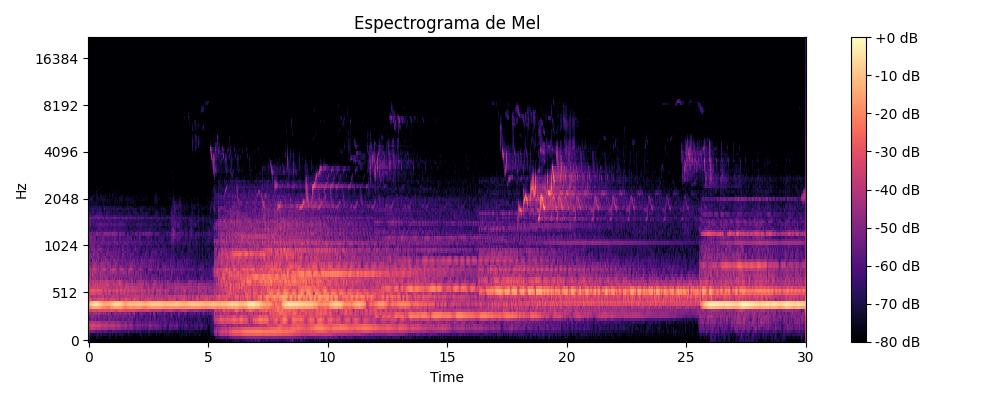 Espectrograma de Mel
Hz
16384
8192
4096
2048
1024
512
0
0 5 10 15 20 25 30
Time
+0 dB
-10 dB
-20 dB
-30 dB
-40 dB
-50 dB
-60 dB
-70 dB
-80 dB